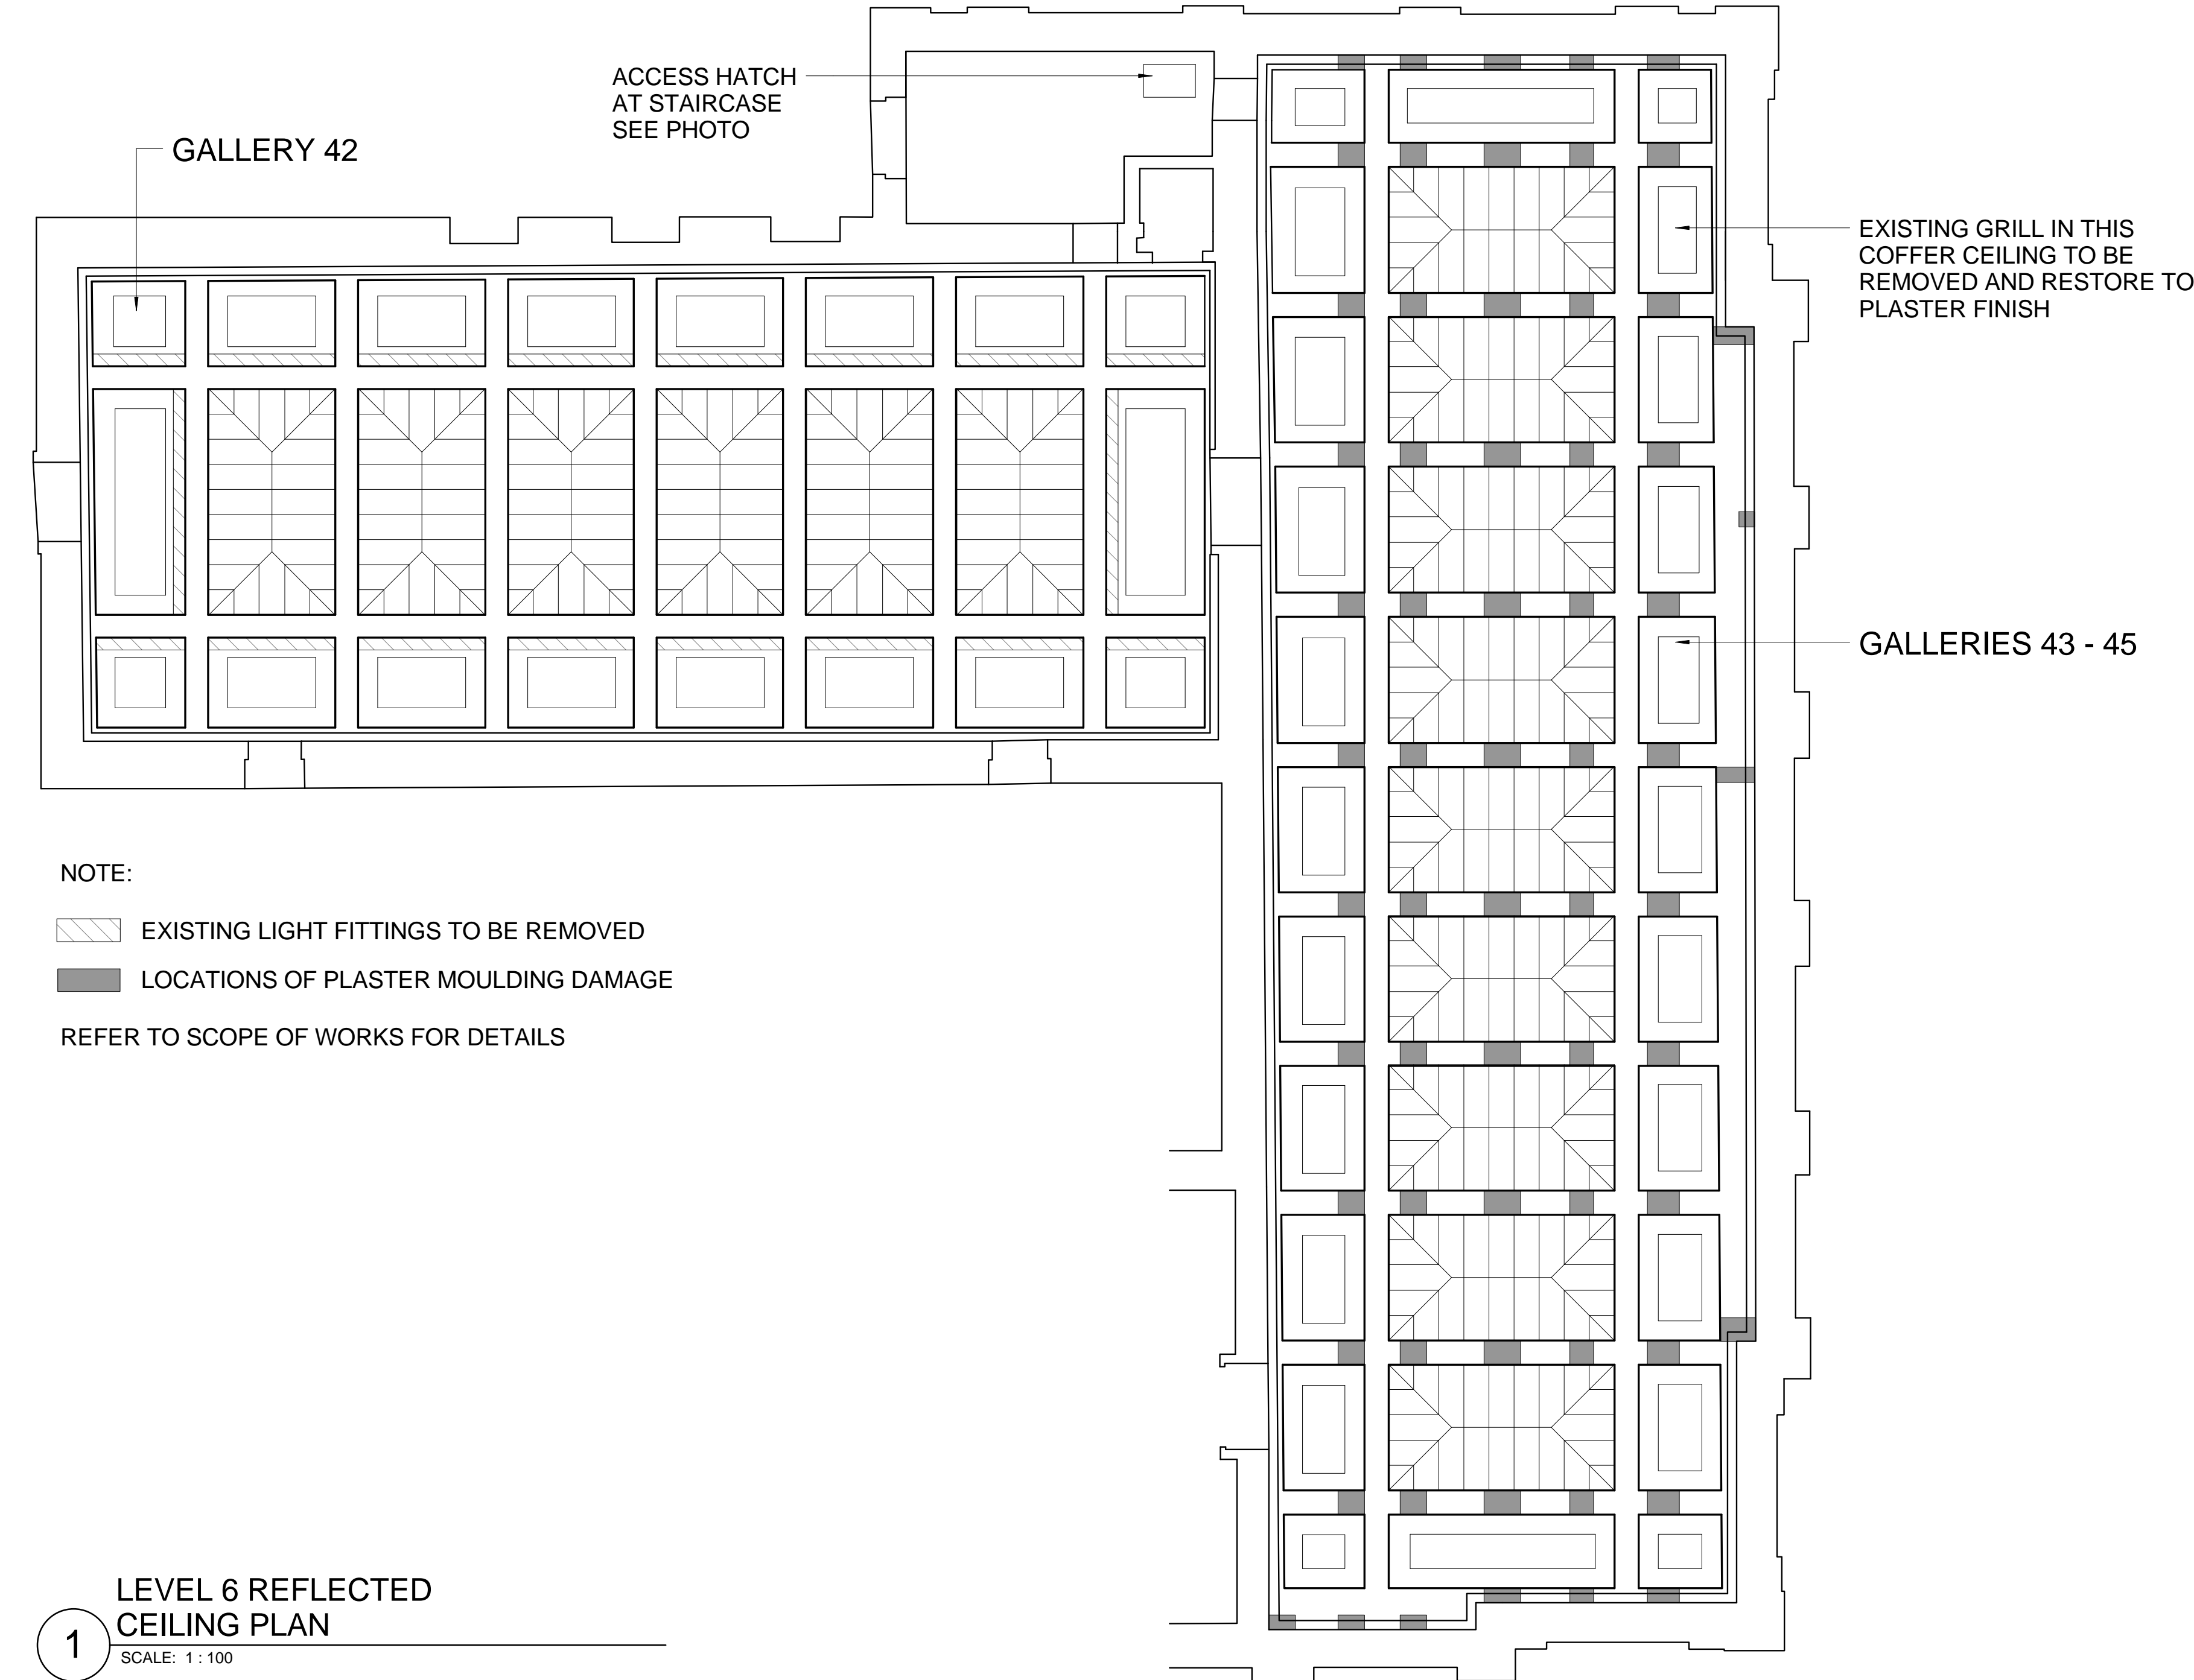 ACCESS HATCH
AT STAIRCASE
SEE PHOTO
GALLERY 42
EXISTING GRILL IN THIS
COFFER CEILING TO BE
REMOVED AND RESTORE TO
PLASTER FINISH
GALLERIES 43 - 45
NOTE:
EXISTING LIGHT FITTINGS TO BE REMOVED
LOCATIONS OF PLASTER MOULDING DAMAGE
REFER TO SCOPE OF WORKS FOR DETAILS
1
LEVEL 6 REFLECTED
CEILING PLAN
SCALE: 1 : 100